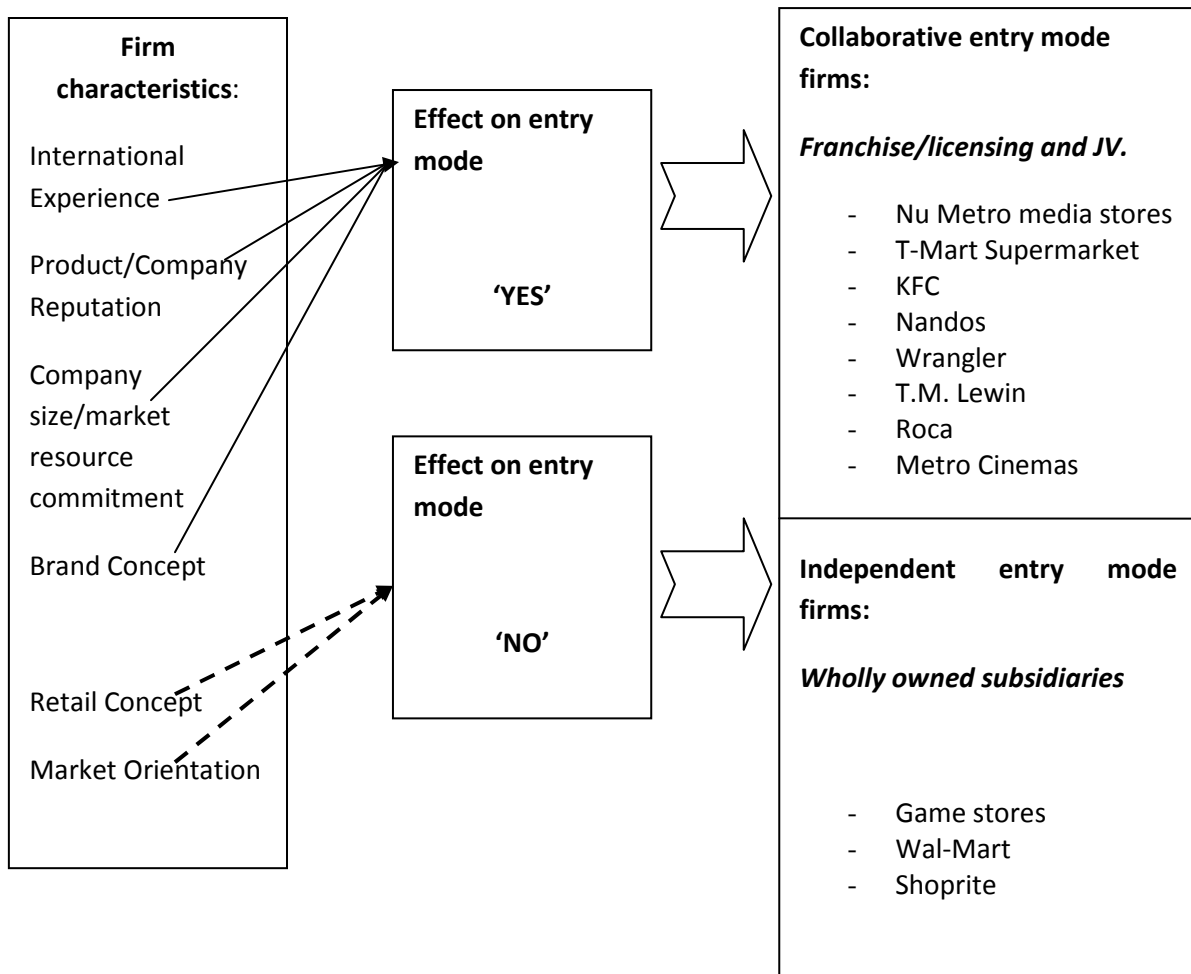 Firm
characteristics:
International
Experience
Product/Company
Reputation
Company
size/market
resource
commitment
Brand Concept
Retail Concept
Market Orientation
Effect on entry
mode
‘YES’
Effect on entry
mode
‘NO’
Collaborative entry mode
firms:
Franchise/licensing and JV.
- Nu Metro media stores
- T-Mart Supermarket
- KFC
- Nandos
- Wrangler
- T.M. Lewin
- Roca
- Metro Cinemas
Independent entry mode
firms:
Wholly owned subsidiaries
- Game stores
- Wal-Mart
- Shoprite